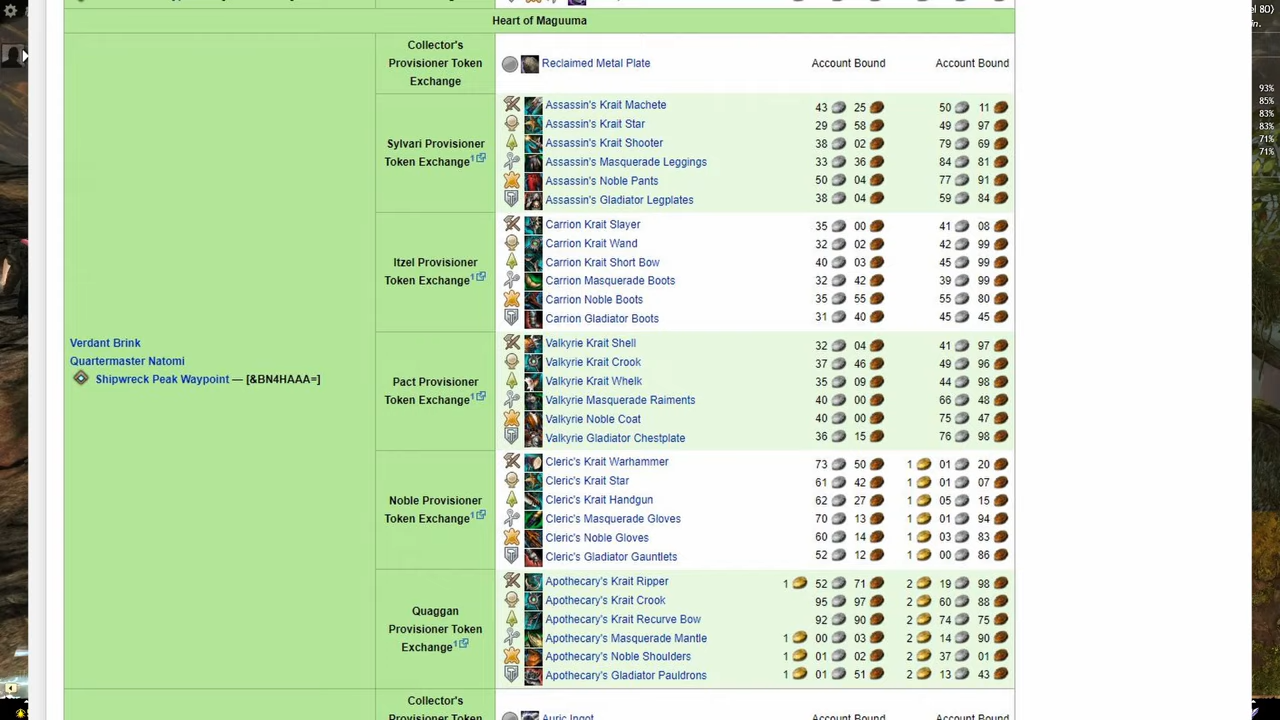 el 80)
in.
93%
85%
83%
83%
71%
71%
Heart of Maguuma
Verdant Brink
Quartermaster Natomi
Shipwreck Peak Waypoint — [&BN4HAAA=]
Collector's
Provisioner Token
Exchange
Reclaimed Metal Plate Account Bound Account Bound
Sylvari Provisioner
Token Exchange1
Assassin's Krait Machete 43 25 50 11
Assassin's Krait Star 29 58 49 97
Assassin's Krait Shooter 38 02 79 69
Assassin's Masquerade Leggings 33 36 84 81
Assassin's Noble Pants 50 04 77 91
Assassin's Gladiator Legplates 38 04 59 84
Itzel Provisioner
Token Exchange1
Carrion Krait Slayer 35 00 41 08
Carrion Krait Wand 32 02 42 99
Carrion Krait Short Bow 40 03 45 99
Carrion Masquerade Boots 32 42 39 99
Carrion Noble Boots 35 55 55 80
Carrion Gladiator Boots 31 40 45 45
Pact Provisioner
Token Exchange1
Valkyrie Krait Shell 32 04 41 97
Valkyrie Krait Crook 37 46 49 96
Valkyrie Krait Whelk 35 09 44 98
Valkyrie Masquerade Raiments 40 00 66 48
Valkyrie Noble Coat 40 00 75 47
Valkyrie Gladiator Chestplate 36 15 76 98
Noble Provisioner
Token Exchange1
Cleric's Krait Warhammer 73 50 1 01 20
Cleric's Krait Star 61 42 1 01 07
Cleric's Krait Handgun 62 27 1 05 15
Cleric's Masquerade Gloves 70 13 1 01 94
Cleric's Noble Gloves 60 14 1 03 83
Cleric's Gladiator Gauntlets 52 12 1 00 86
Quaggan
Provisioner Token
Exchange1
Apothecary's Krait Ripper 1 52 71 2 19 98
Apothecary's Krait Crook 95 97 2 60 88
Apothecary's Krait Recurve Bow 92 90 2 74 75
Apothecary's Masquerade Mantle 1 00 03 2 14 90
Apothecary's Noble Shoulders 1 01 02 2 37 01
Apothecary's Gladiator Pauldrons 1 01 51 2 13 43
Collector's
Provisioner Token
Auric Ingot